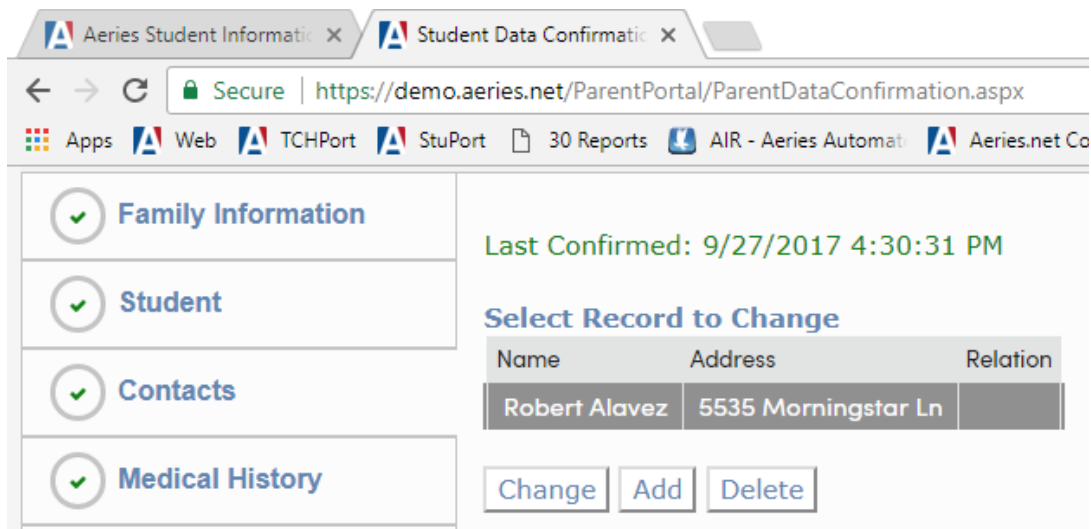 Aeries Student Informatic
Student Data Confirmatic
Secure | https://demo.aeries.net/ParentPortal/ParentDataConfirmation.aspx
Apps Web TCHPort StuPort 30 Reports AIR - Aeries Automat Aeries.net Co
Family Information
Student
Contacts
Medical History
Last Confirmed: 9/27/2017 4:30:31 PM
Select Record to Change
Name Address Relation
Robert Alavez 5535 Morningstar Ln
Change Add Delete